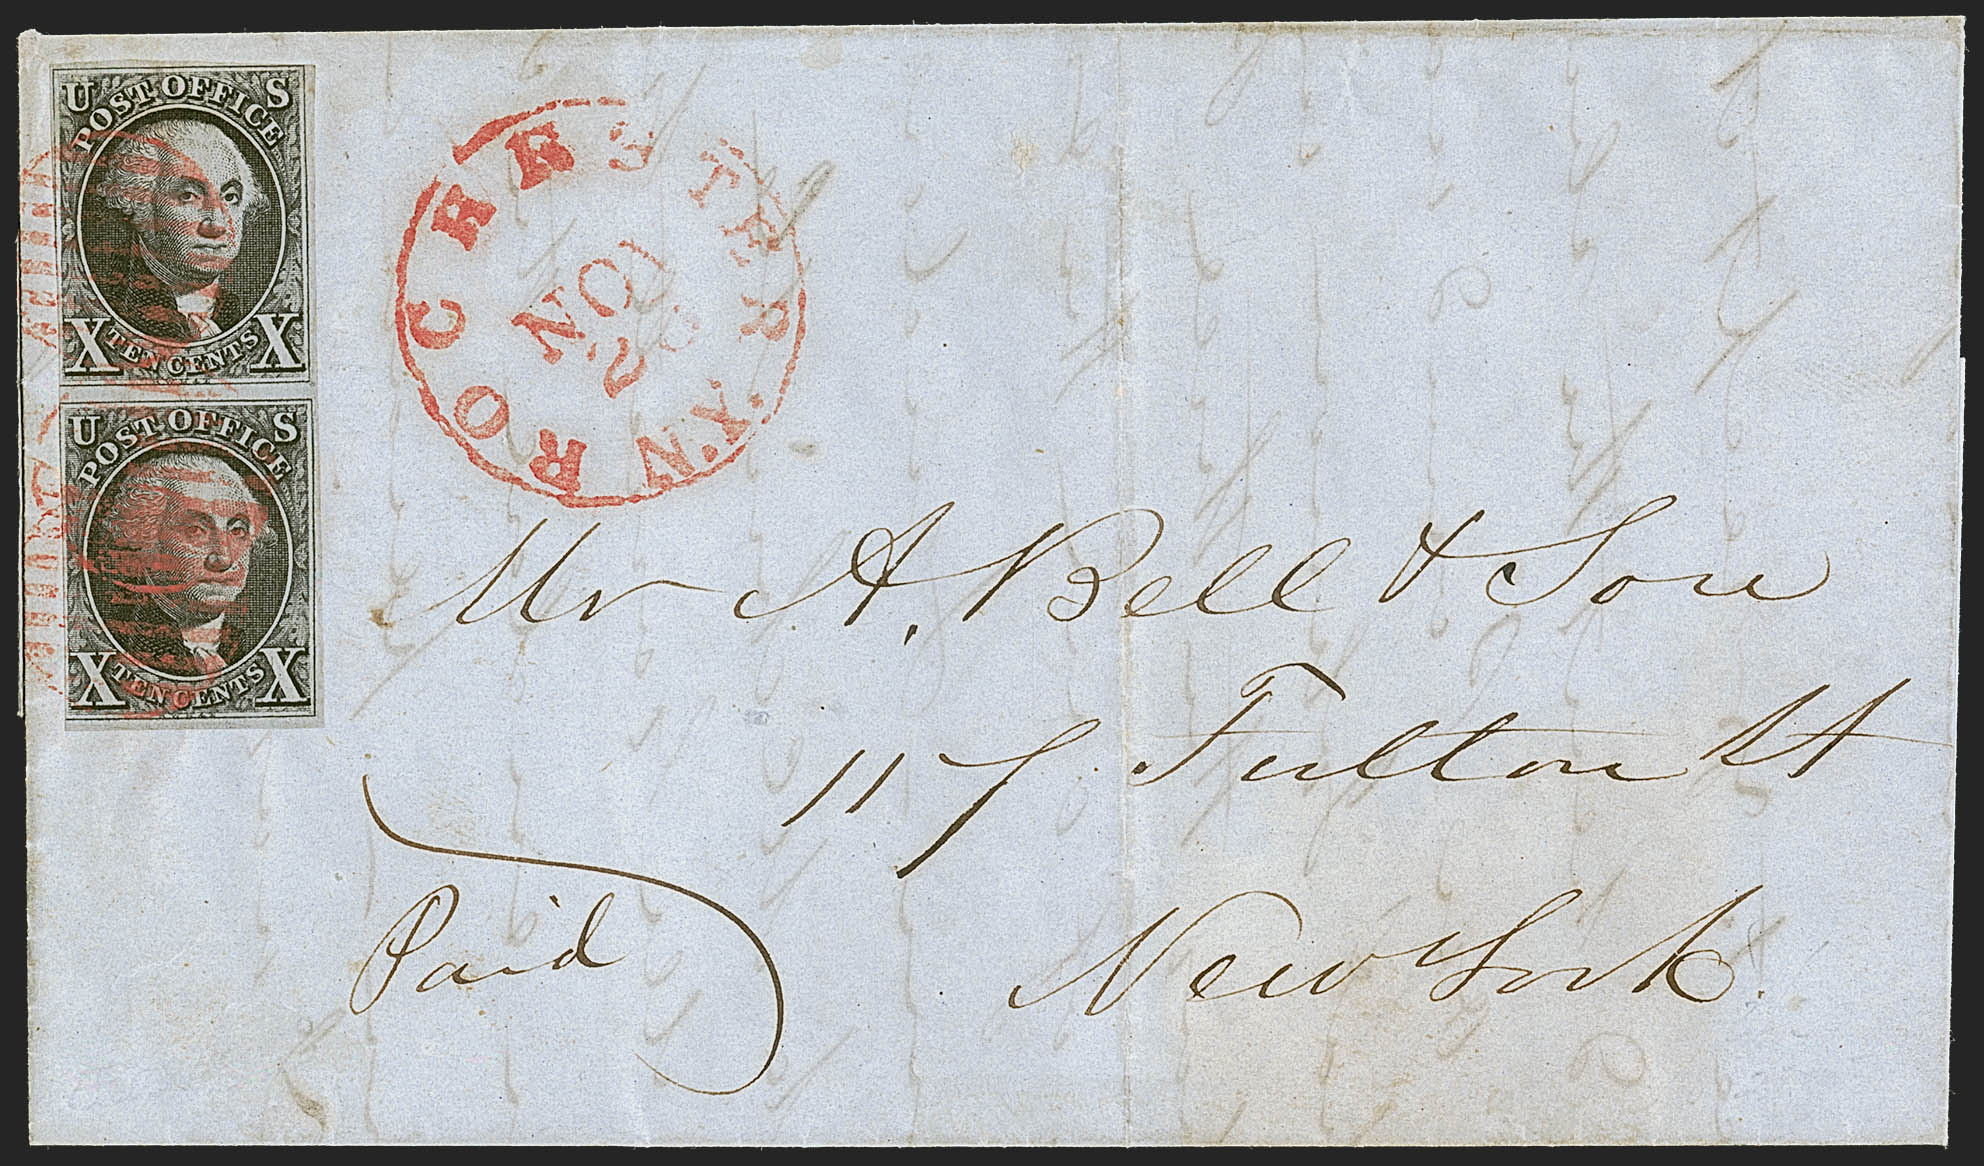 U S
POST OFFICE
X TEN CENTS X
U S
POST OFFICE
X TEN CENTS X
ROCHESTER N.Y.
NOV
26
Mr A. Bell & Son
117 Fulton St
New York.
Paid